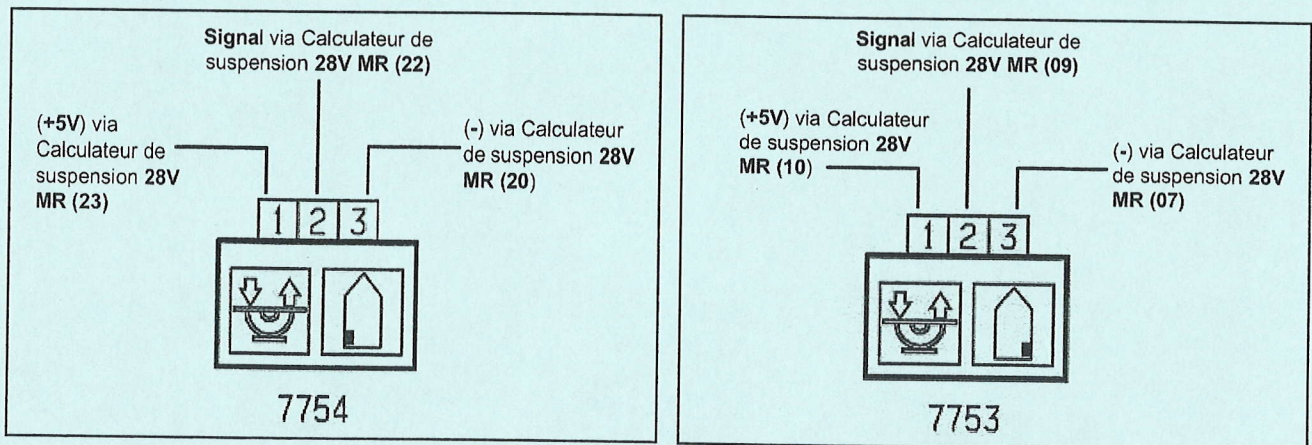 Signal via Calculateur de
suspension 28V MR (22)
(+5V) via
Calculateur de
suspension 28V
MR (23)
(-) via Calculateur
de suspension 28V
MR (20)
1 2 3
7754
Signal via Calculateur de
suspension 28V MR (09)
(+5V) via Calculateur
de suspension 28V
MR (10)
(-) via Calculateur
de suspension 28V
MR (07)
1 2 3
7753